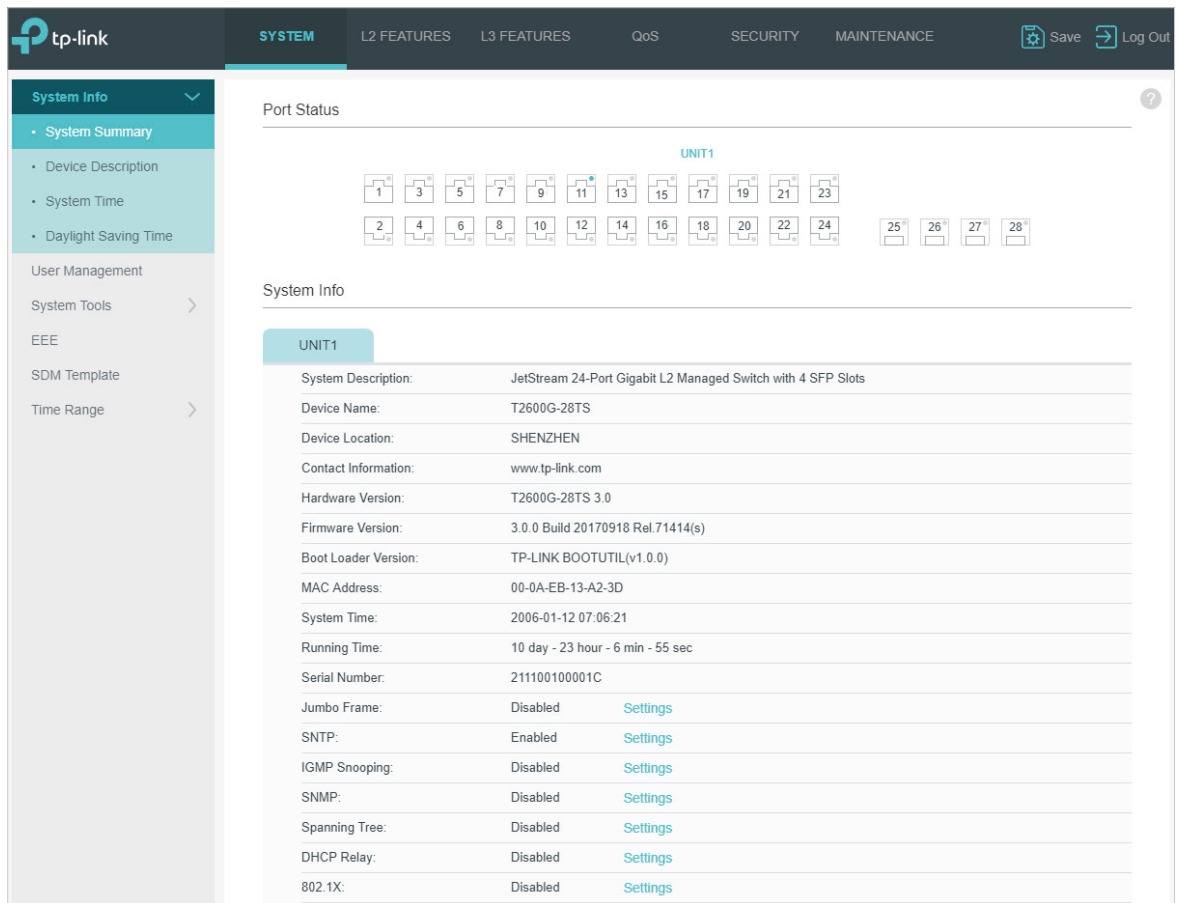 tp-link
SYSTEM L2 FEATURES L3 FEATURES QoS SECURITY MAINTENANCE Save Log Out
System Info
• System Summary
• Device Description
• System Time
• Daylight Saving Time
User Management
System Tools
EEE
SDM Template
Time Range
Port Status
?
UNIT1
1 3 5 7 9 11 13 15 17 19 21 23
2 4 6 8 10 12 14 16 18 20 22 24 25 26 27 28
System Info
UNIT1
System Description: JetStream 24-Port Gigabit L2 Managed Switch with 4 SFP Slots
Device Name: T2600G-28TS
Device Location: SHENZHEN
Contact Information: www.tp-link.com
Hardware Version: T2600G-28TS 3.0
Firmware Version: 3.0.0 Build 20170918 Rel.71414(s)
Boot Loader Version: TP-LINK BOOTUTIL(v1.0.0)
MAC Address: 00-0A-EB-13-A2-3D
System Time: 2006-01-12 07:06:21
Running Time: 10 day - 23 hour - 6 min - 55 sec
Serial Number: 211100100001C
Jumbo Frame: Disabled Settings
SNTP: Enabled Settings
IGMP Snooping: Disabled Settings
SNMP: Disabled Settings
Spanning Tree: Disabled Settings
DHCP Relay: Disabled Settings
802.1X: Disabled Settings